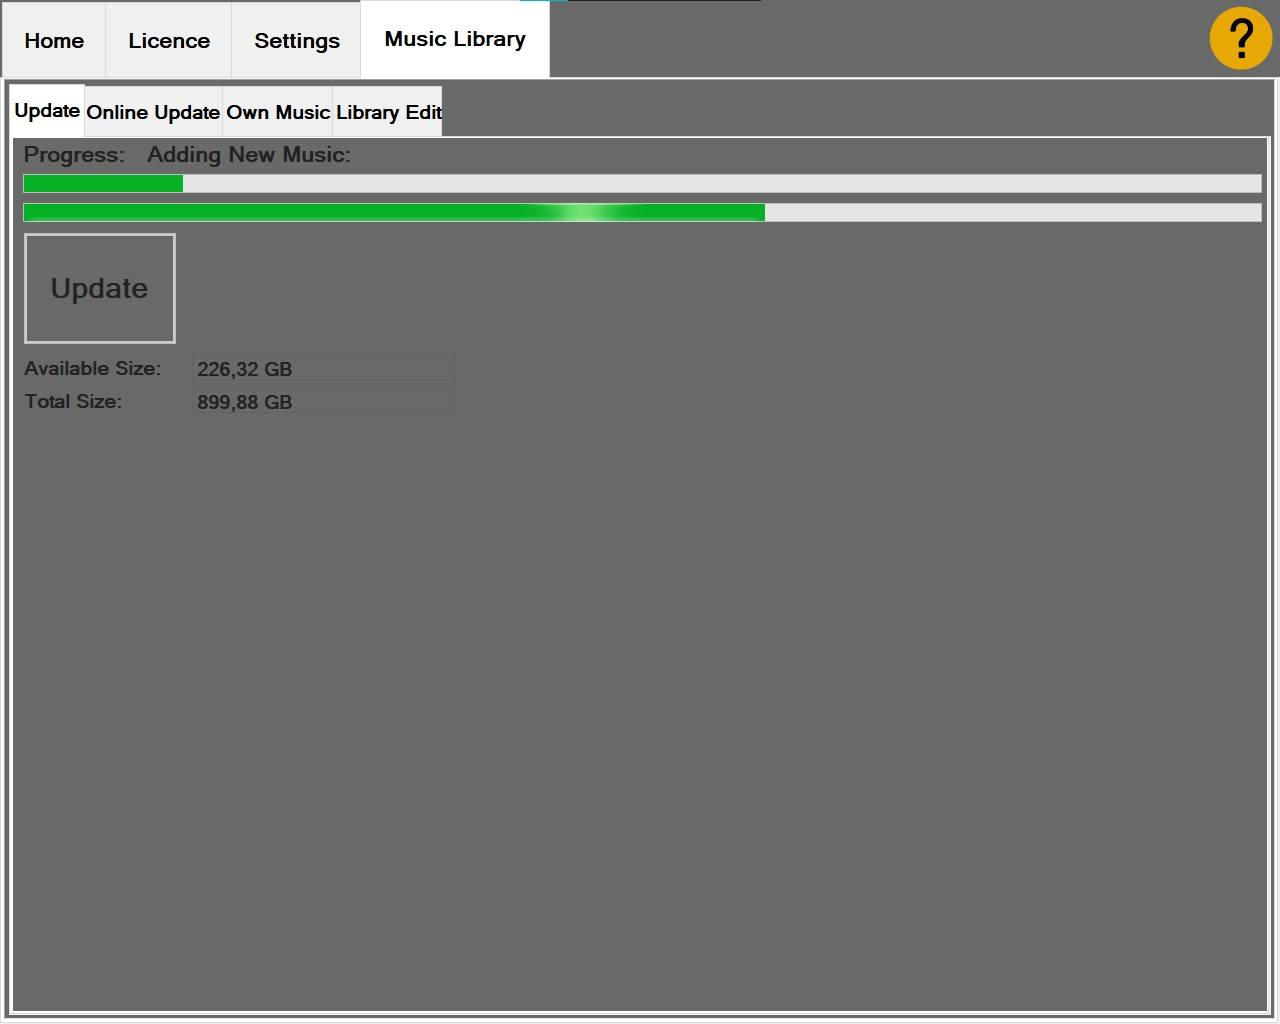 Home Licence Settings Music Library ?
Update Online Update Own Music Library Edit
Progress: Adding New Music:
Update
Available Size: 226,32 GB
Total Size: 899,88 GB